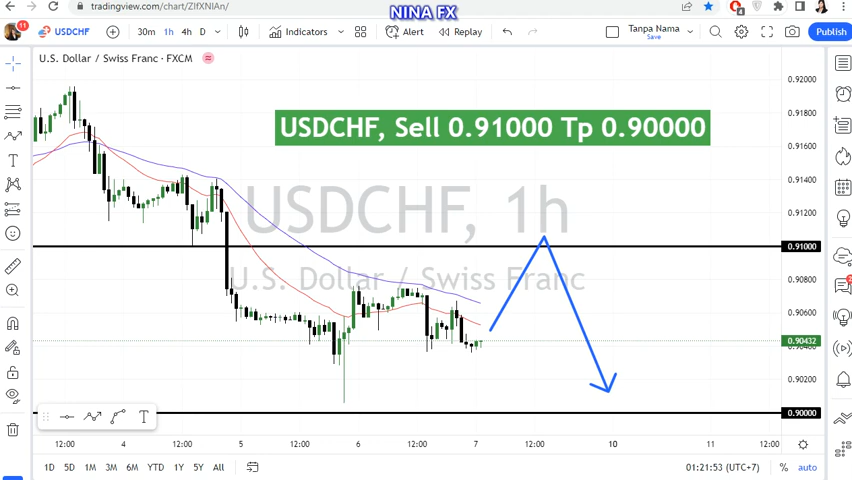 tradingview.com/chart/ZIfXNIAn/
NINA FX
11
USDCHF
30m 1h 4h D
Indicators
Alert
Replay
Tanpa Nama
Save
Publish
U.S. Dollar / Swiss Franc · FXCM
USDCHF, Sell 0.91000 Tp 0.90000
USDCHF, 1h
U.S. Dollar / Swiss Franc
0.92000
0.91800
0.91600
0.91400
0.91200
0.91000
0.90800
0.90600
0.90432
0.90400
0.90200
0.90000
12:00 4 12:00 5 12:00 6 12:00 7 12:00 10 11 12:00
1D 5D 1M 3M 6M YTD 1Y 5Y All
01:21:53 (UTC+7)
% log auto